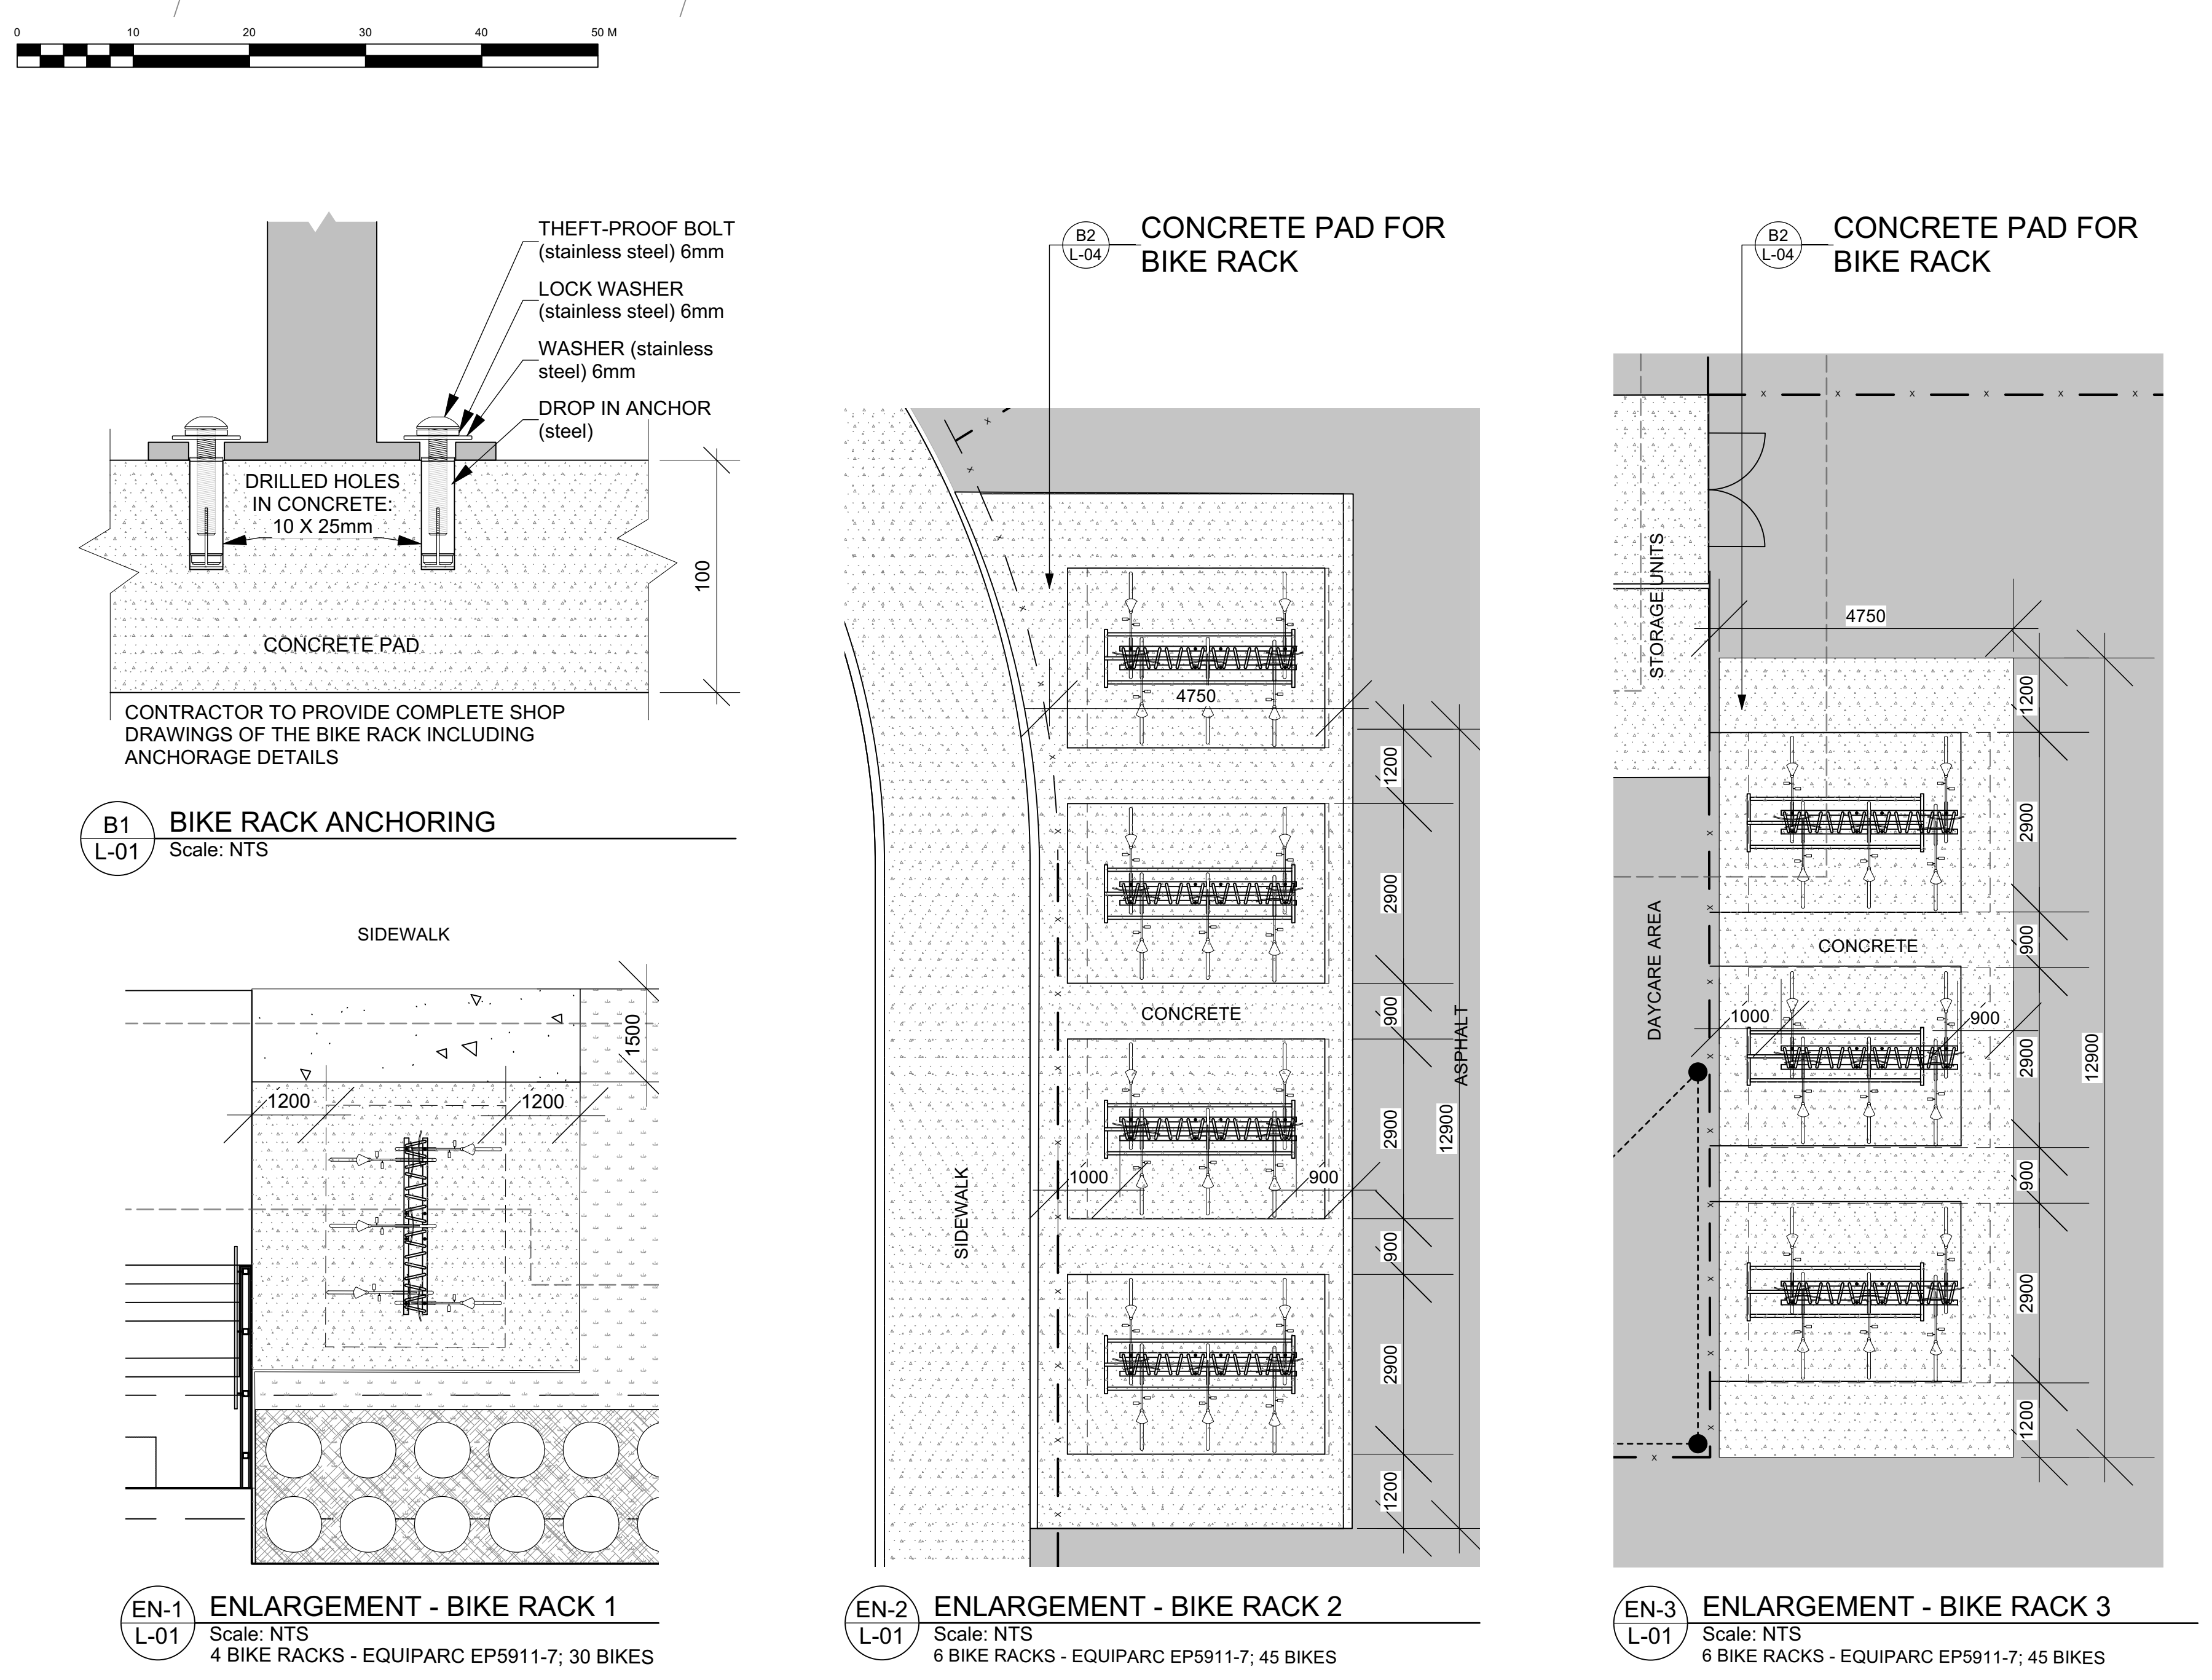 0 10 20 30 40 50 M
THEFT-PROOF BOLT
(stainless steel) 6mm
LOCK WASHER
(stainless steel) 6mm
WASHER (stainless
steel) 6mm
DROP IN ANCHOR
(steel)
DRILLED HOLES
IN CONCRETE:
10 X 25mm
100
CONCRETE PAD
CONTRACTOR TO PROVIDE COMPLETE SHOP
DRAWINGS OF THE BIKE RACK INCLUDING
ANCHORAGE DETAILS
B1
L-01
BIKE RACK ANCHORING
Scale: NTS
SIDEWALK
1500
1200
1200
EN-1
L-01
ENLARGEMENT - BIKE RACK 1
Scale: NTS
4 BIKE RACKS - EQUIPARC EP5911-7; 30 BIKES
B2
L-04
CONCRETE PAD FOR
BIKE RACK
x
x
x
x
x
x
x
x
x
x
4750
1200
2900
900
CONCRETE
ASPHALT
2900
12900
1000
900
SIDEWALK
900
2900
1200
EN-2
L-01
ENLARGEMENT - BIKE RACK 2
Scale: NTS
6 BIKE RACKS - EQUIPARC EP5911-7; 45 BIKES
B2
L-04
CONCRETE PAD FOR
BIKE RACK
x x x x x x
STORAGE UNITS
4750
1200
2900
x
x
x
x
x
x
x
x
DAYCARE AREA
CONCRETE
900
1000
900
2900
12900
900
2900
1200
x
EN-3
L-01
ENLARGEMENT - BIKE RACK 3
Scale: NTS
6 BIKE RACKS - EQUIPARC EP5911-7; 45 BIKES